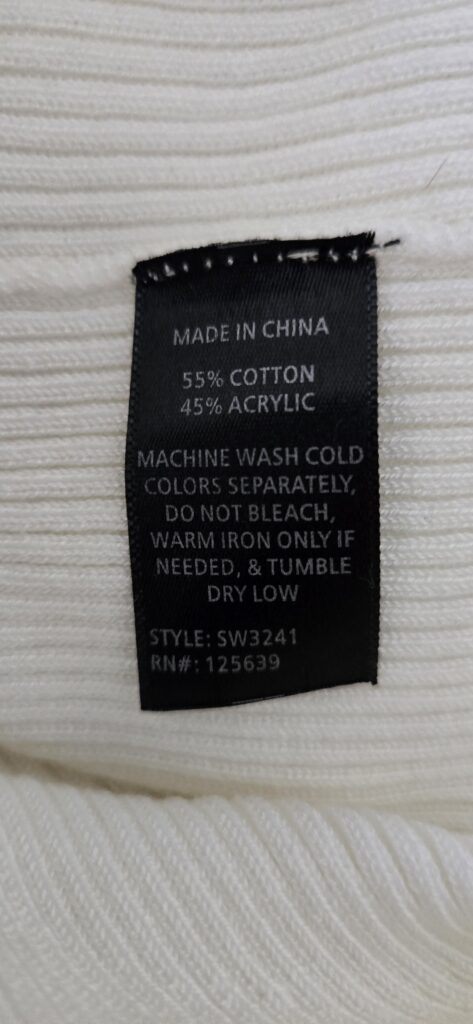 MADE IN CHINA
55% COTTON
45% ACRYLIC
MACHINE WASH COLD
COLORS SEPARATELY,
DO NOT BLEACH,
WARM IRON ONLY IF
NEEDED, & TUMBLE
DRY LOW
STYLE: SW3241
RN#: 125639